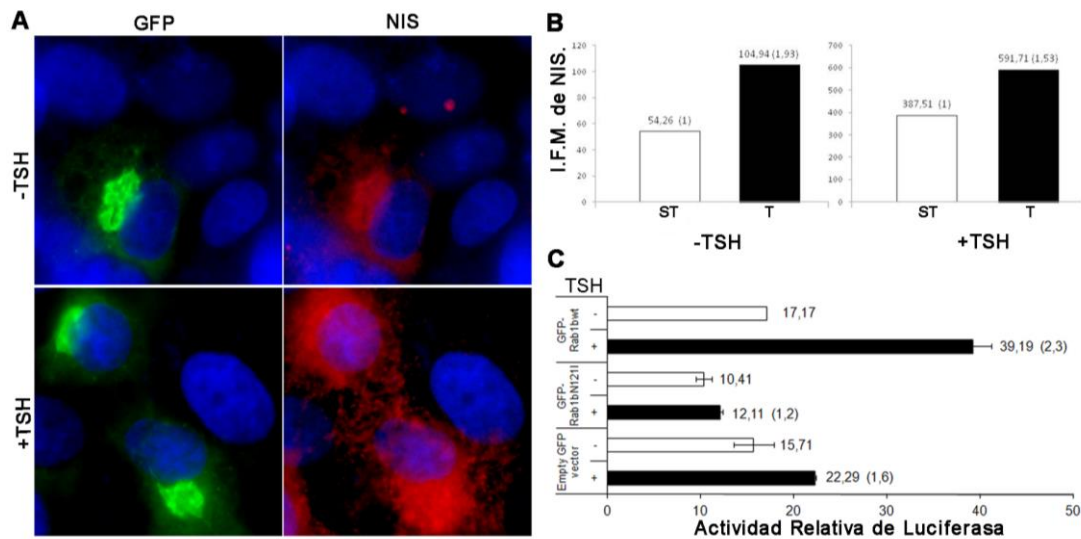 A
GFP
NIS
-TSH
+TSH
B
I.F.M. de NIS.
120
100
80
60
40
20
0
54,26 (1)
104,94 (1,93)
ST
T
-TSH
700
600
500
400
300
200
100
0
387,51 (1)
591,71 (1,53)
ST
T
+TSH
C
TSH
GFP-
Rab1bwt
-
17,17
+
39,19 (2,3)
GFP-
Rab1bN121I
-
10,41
+
12,11 (1,2)
Empty GFP
vector
-
15,71
+
22,29 (1,6)
0
10
20
30
40
50
Actividad Relativa de Luciferasa